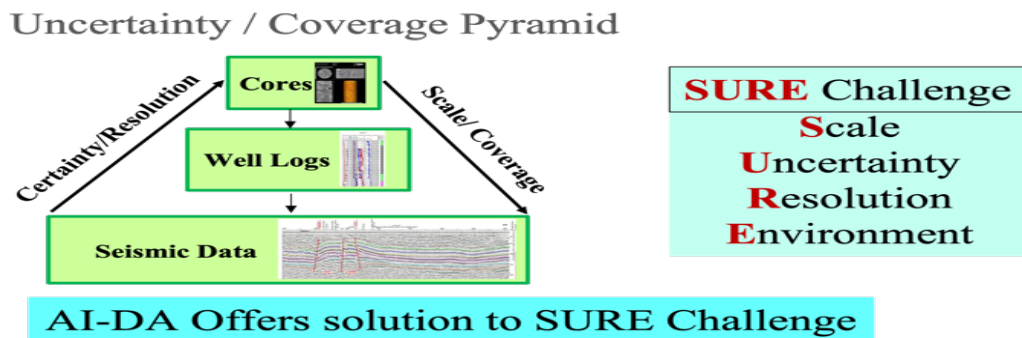 Uncertainty / Coverage Pyramid
Cores
Certainty/Resolution
Scale/ Coverage
Well Logs
Seismic Data
SURE Challenge
Scale
Uncertainty
Resolution
Environment
AI-DA Offers solution to SURE Challenge